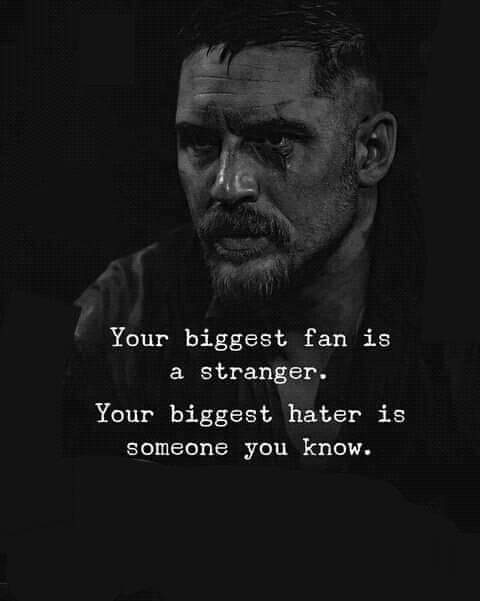 Your biggest fan is
a stranger.
Your biggest hater is
someone you know.